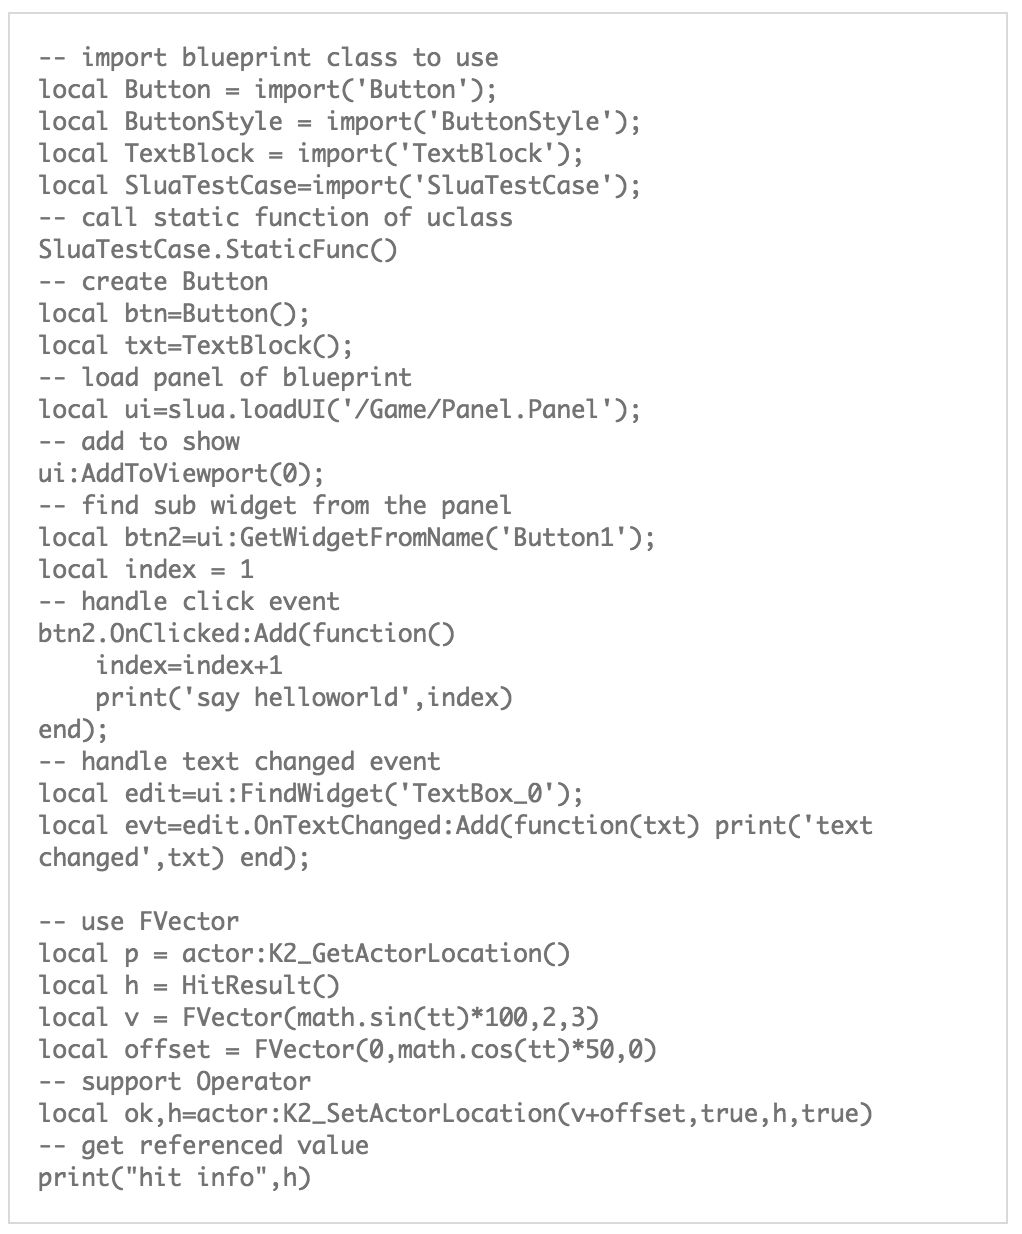 -- import blueprint class to use
local Button = import('Button');
local ButtonStyle = import('ButtonStyle');
local TextBlock = import('TextBlock');
local SluaTestCase=import('SluaTestCase');
-- call static function of uclass
SluaTestCase.StaticFunc()
-- create Button
local btn=Button();
local txt=TextBlock();
-- load panel of blueprint
local ui=slua.loadUI('/Game/Panel.Panel');
-- add to show
ui:AddToViewport(0);
-- find sub widget from the panel
local btn2=ui:GetWidgetFromName('Button1');
local index = 1
-- handle click event
btn2.OnClicked:Add(function()
    index=index+1
    print('say helloworld',index)
end);
-- handle text changed event
local edit=ui:FindWidget('TextBox_0');
local evt=edit.OnTextChanged:Add(function(txt) print('text
changed',txt) end);

-- use FVector
local p = actor:K2_GetActorLocation()
local h = HitResult()
local v = FVector(math.sin(tt)*100,2,3)
local offset = FVector(0,math.cos(tt)*50,0)
-- support Operator
local ok,h=actor:K2_SetActorLocation(v+offset,true,h,true)
-- get referenced value
print("hit info",h)